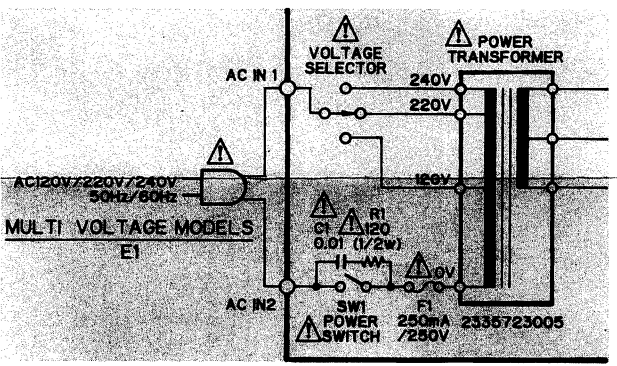 VOLTAGE
SELECTOR
POWER
TRANSFORMER
AC IN 1
240V
220V
AC120V/220V/240V
50Hz/60Hz
120V
MULTI VOLTAGE MODELS
E1
C1
0.01
R1
120
(1/2w)
0V
AC IN2
SW1
POWER
SWITCH
F1
250mA
/250V
2335723005